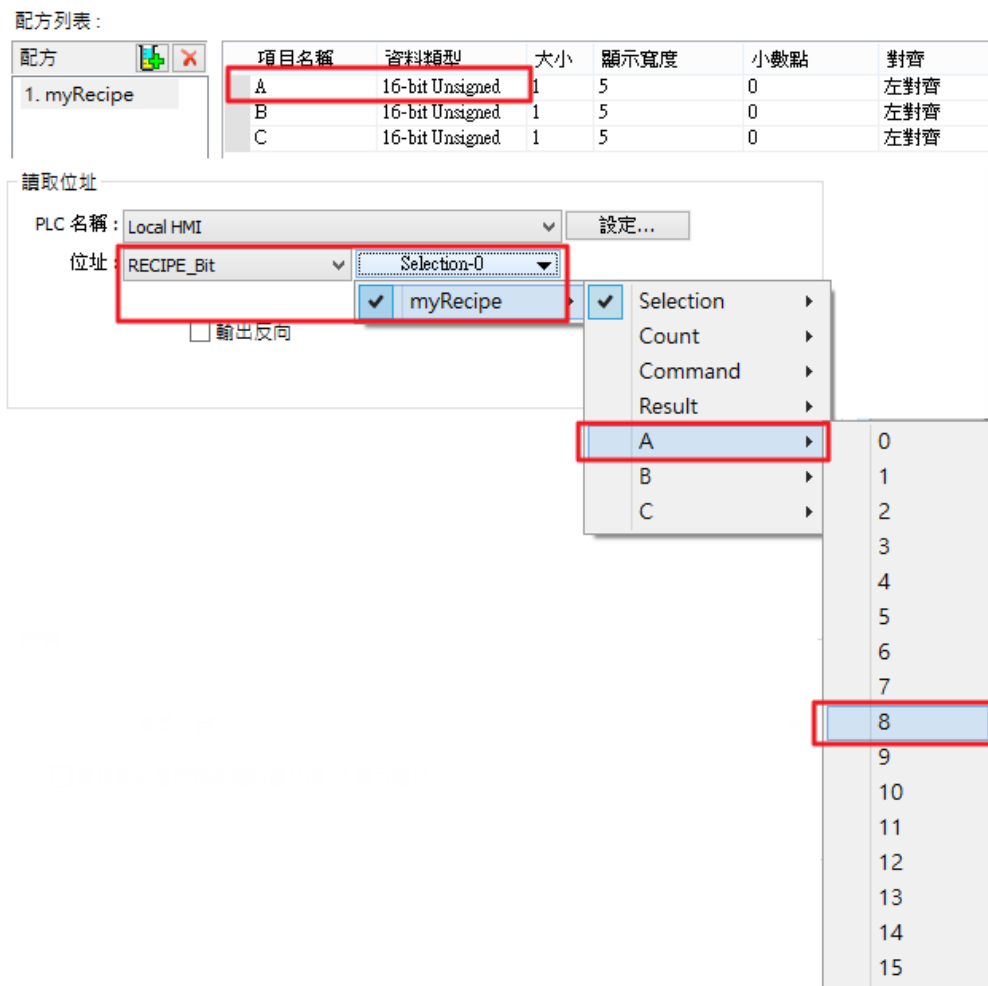 配方列表：
配方 項目名稱 資料類型 大小 顯示寬度 小數點 對齊
1. myRecipe A 16-bit Unsigned 1 5 0 左對齊
B 16-bit Unsigned 1 5 0 左對齊
C 16-bit Unsigned 1 5 0 左對齊
讀取位址
PLC 名稱： Local HMI 設定...
位址： RECIPE_Bit Selection-0
myRecipe Selection
輸出反向 Count
Command
Result
A 0
B 1
C 2
3
4
5
6
7
8
9
10
11
12
13
14
15